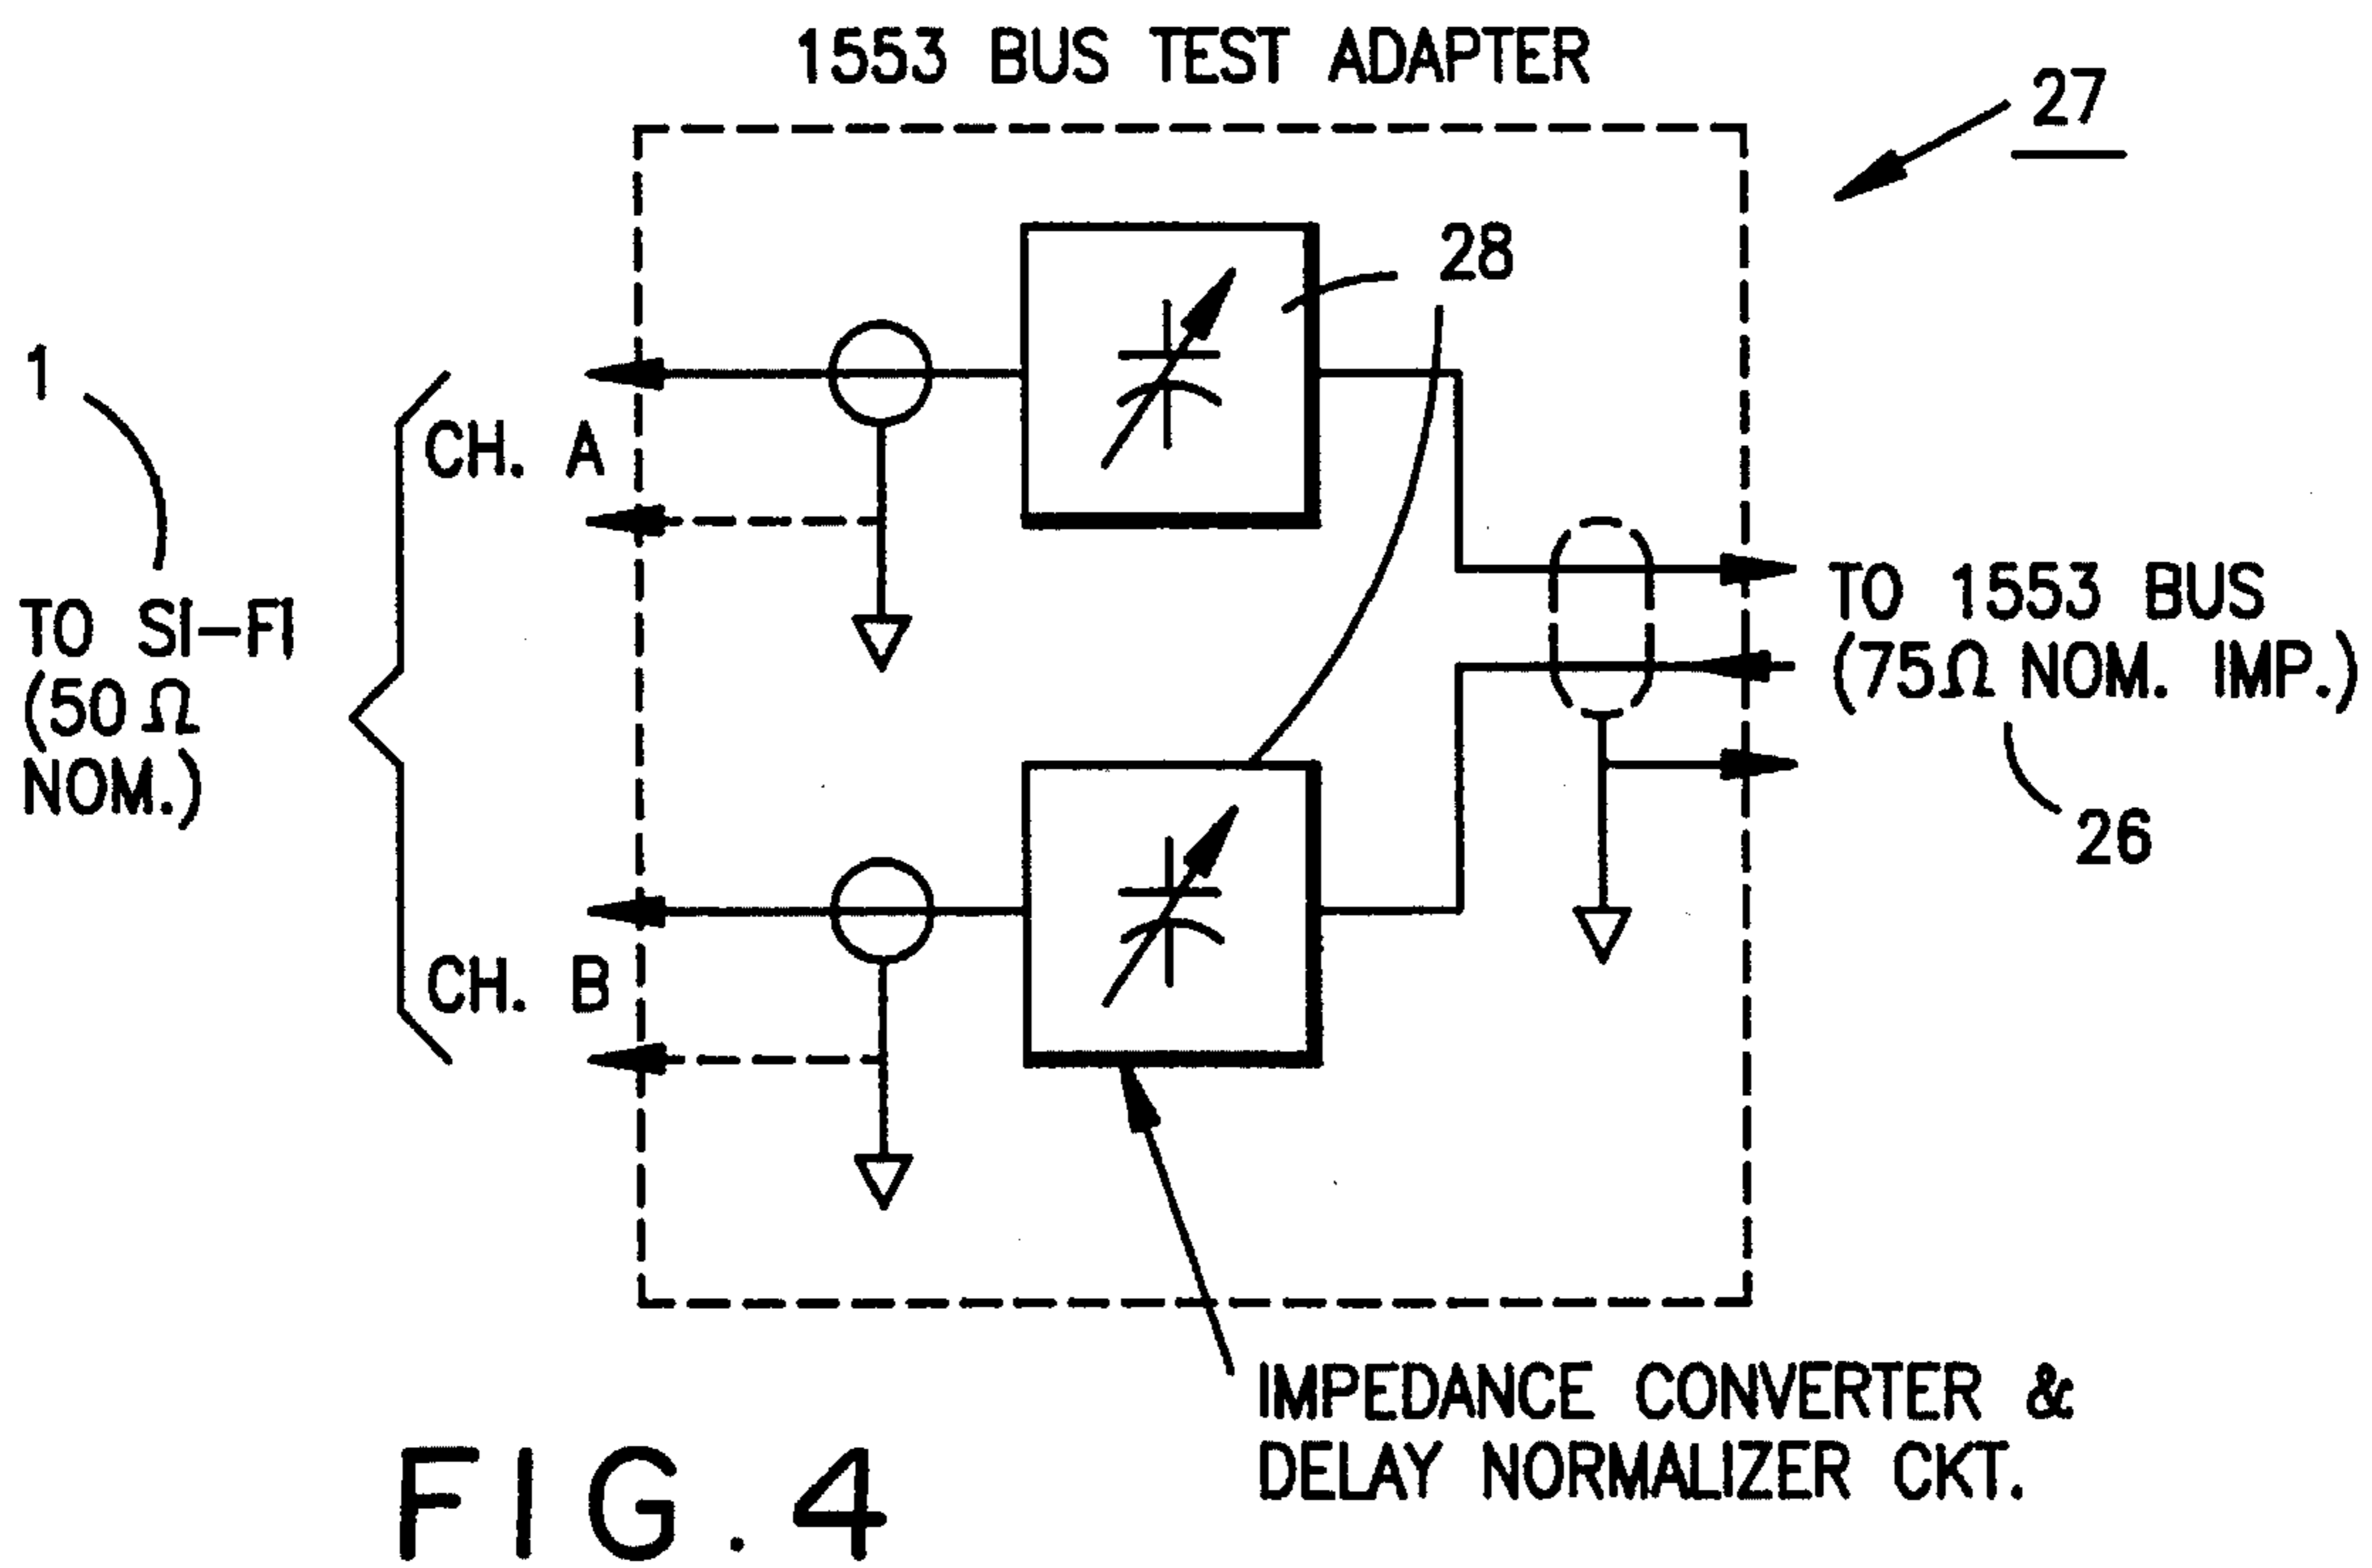 1553 BUS TEST ADAPTER
27
28
1
CH. A
TO SI-FI
(50Ω
NOM.)
TO 1553 BUS
(75Ω NOM. IMP.)
26
CH. B
IMPEDANCE CONVERTER &
DELAY NORMALIZER CKT.
FIG.4